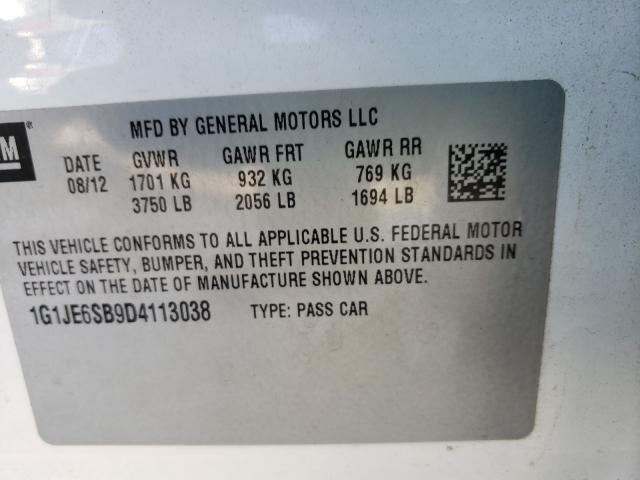 MFD BY GENERAL MOTORS LLC
M®
DATE GVWR GAWR FRT GAWR RR
08/12 1701 KG 932 KG 769 KG
3750 LB 2056 LB 1694 LB
THIS VEHICLE CONFORMS TO ALL APPLICABLE U.S. FEDERAL MOTOR
VEHICLE SAFETY, BUMPER, AND THEFT PREVENTION STANDARDS IN
EFFECT ON THE DATE OF MANUFACTURE SHOWN ABOVE.
1G1JE6SB9D4113038 TYPE: PASS CAR